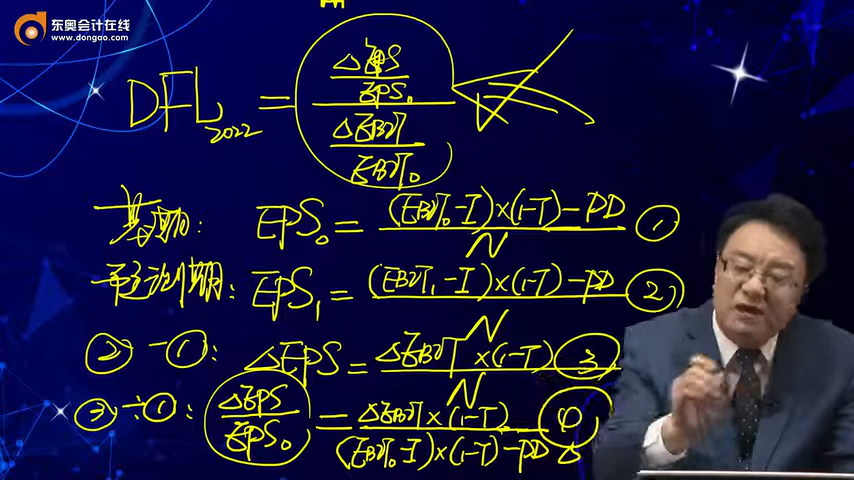 东奥会计在线
www.dongao.com
DFL2022 = (ΔEPS/EPS0)/(ΔEBIT/EBIT0)
基期: EPS0 = (EBIT0-I)×(1-T)-PD / N ①
预测期: EPS1 = (EBIT1-I)×(1-T)-PD / N ②
②-①: ΔEPS = ΔEBIT×(1-T) / N ③
③÷①: ΔEPS/EPS0 = ΔEBIT×(1-T) / (EBIT0-I)×(1-T)-PD ④